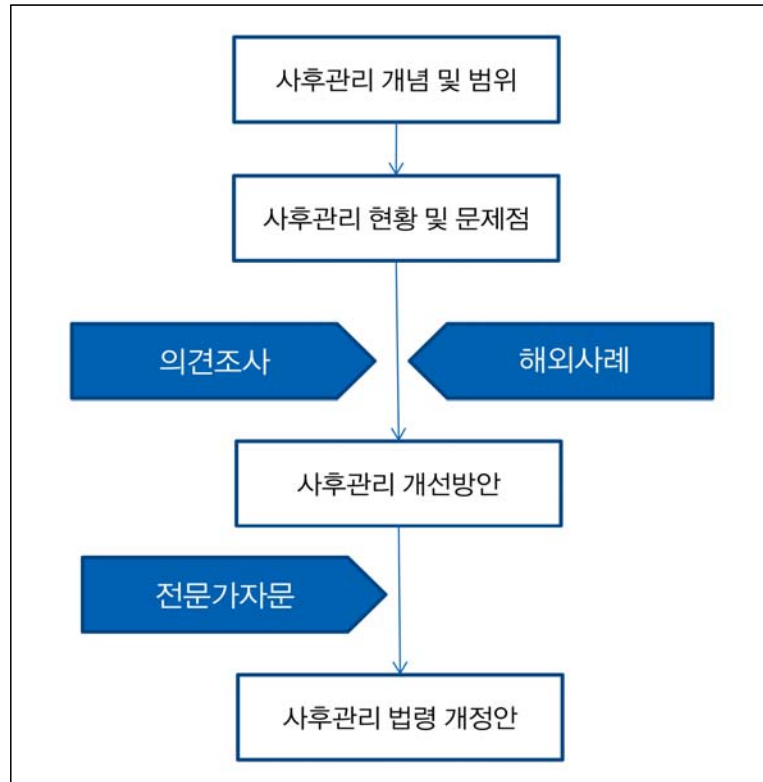 사후관리 개념 및 범위
사후관리 현황 및 문제점
의견조사
해외사례
사후관리 개선방안
전문가자문
사후관리 법령 개정안